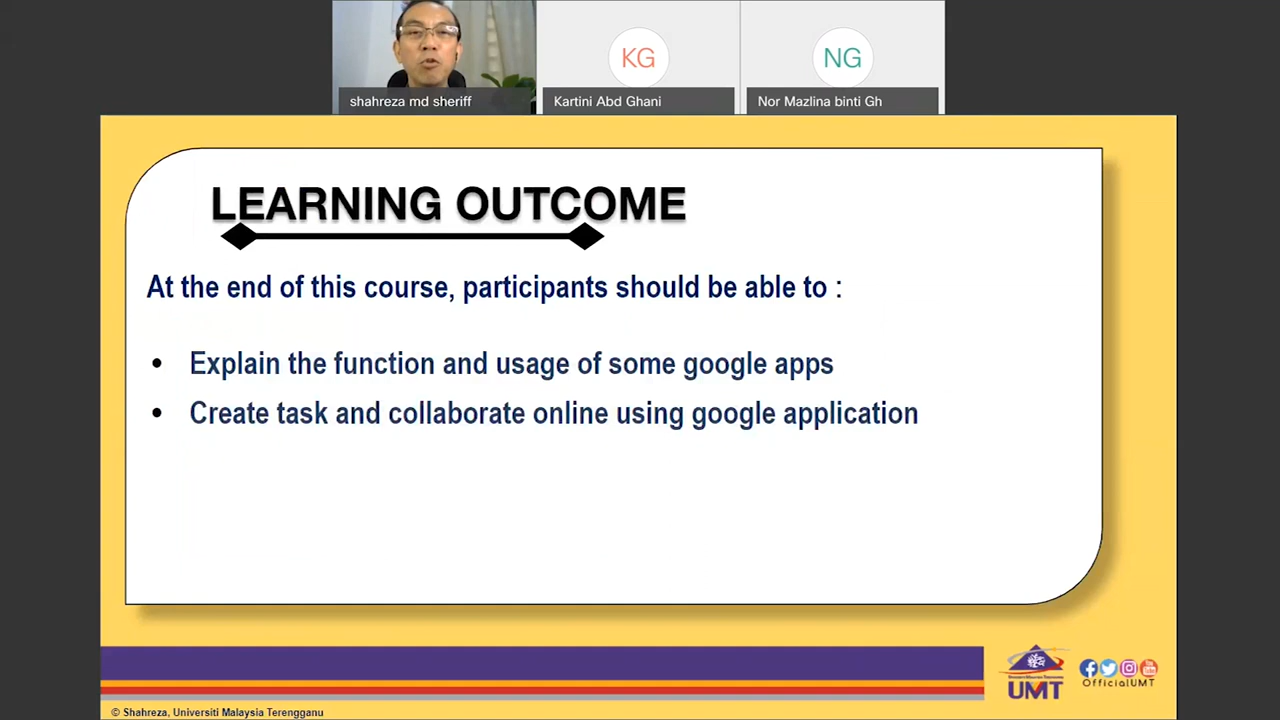 shahreza md sheriff
KG
Kartini Abd Ghani
NG
Nor Mazlina binti Gh
LEARNING OUTCOME
At the end of this course, participants should be able to :
• Explain the function and usage of some google apps
• Create task and collaborate online using google application
UMT
OfficialUMT
© Shahreza, Universiti Malaysia Terengganu